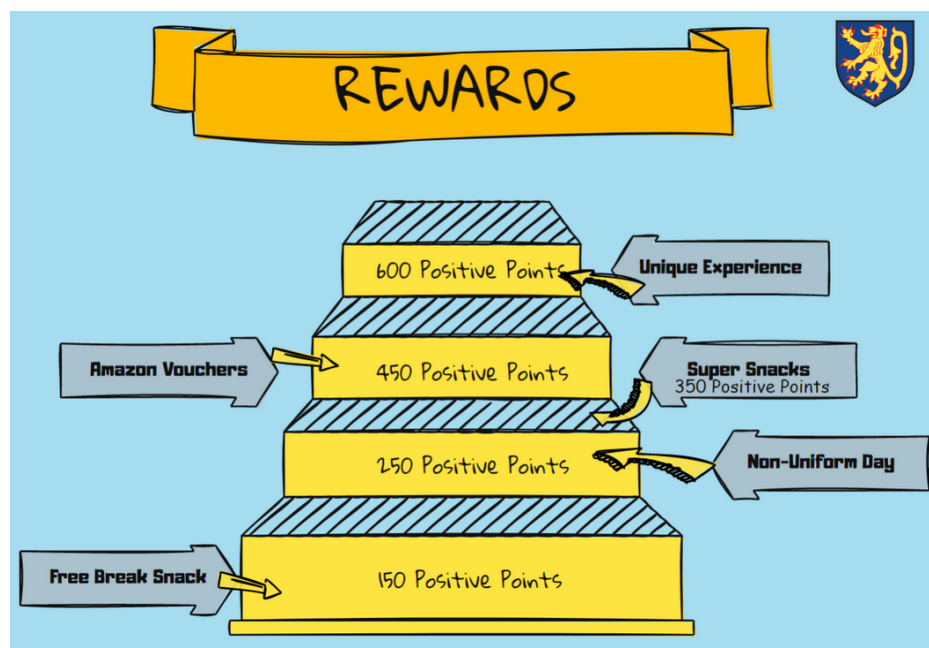 REWARDS
600 Positive Points
Unique Experience
Amazon Vouchers
450 Positive Points
Super Snacks
350 Positive Points
250 Positive Points
Non-Uniform Day
Free Break Snack
150 Positive Points